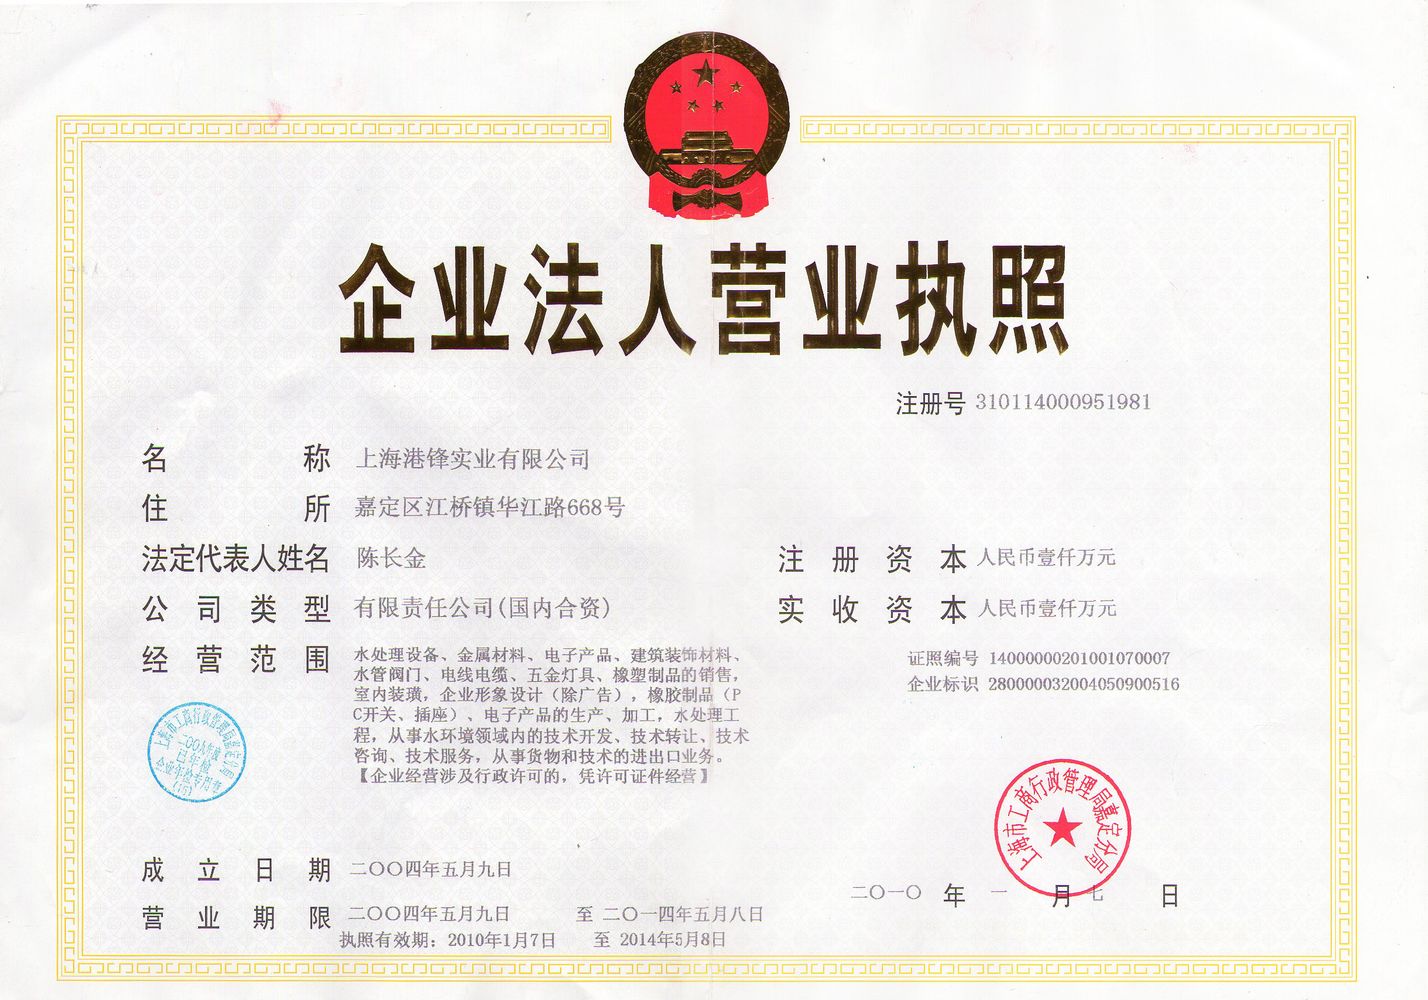 企业法人营业执照
注册号 310114000951981
名称 上海港锋实业有限公司
住所 嘉定区江桥镇华江路668号
法定代表人姓名 陈长金
注册资本 人民币壹仟万元
公司类型 有限责任公司(国内合资)
实收资本 人民币壹仟万元
经营范围 水处理设备、金属材料、电子产品、建筑装饰材料、
水管阀门、电线电缆、五金灯具、橡塑制品的销售，
室内装璜，企业形象设计（除广告），橡胶制品（P
C开关、插座）、电子产品的生产、加工，水处理工
程，从事水环境领域内的技术开发、技术转让、技术
咨询、技术服务，从事货物和技术的进出口业务。
【企业经营涉及行政许可的，凭许可证件经营】
证照编号 14000000201001070007
企业标识 280000032004050900516
上海市工商行政管理局嘉定分局
二〇〇九年度
已年检
企业年检专用章
(15)
上海市工商行政管理局嘉定分局
成立日期 二〇〇四年五月九日
二〇一〇年一月七日
营业期限 二〇〇四年五月九日 至 二〇一四年五月八日
执照有效期：2010年1月7日 至 2014年5月8日